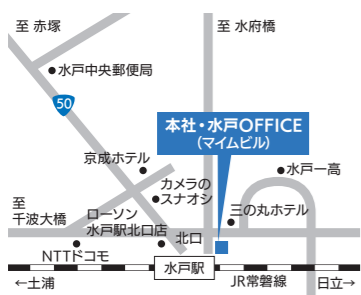 至 赤塚
至 水府橋
水戸中央郵便局
50
本社・水戸OFFICE
(マイムビル)
京成ホテル
水戸一高
カメラの
スナオシ
至
千波大橋
ローソン
水戸駅北口店
三の丸ホテル
北口
NTTドコモ
水戸駅
JR常磐線
←土浦
日立→